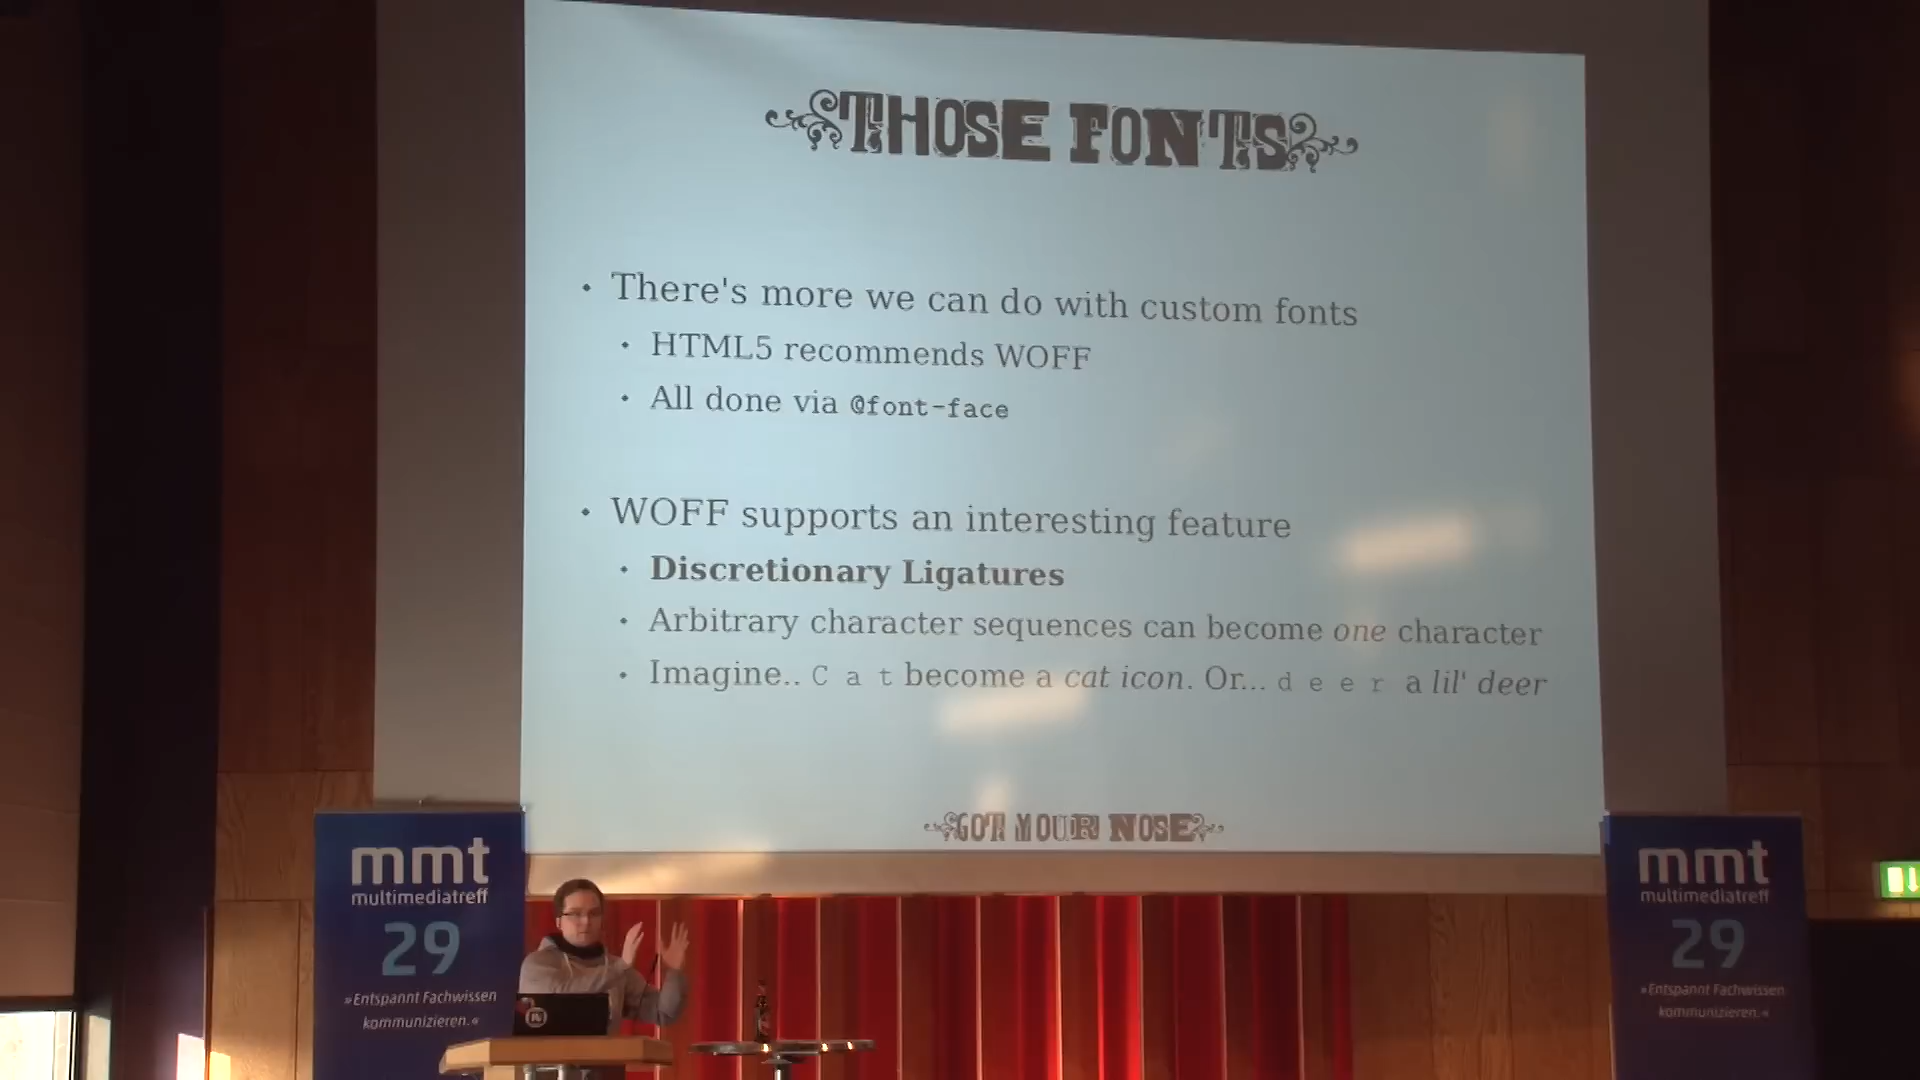 THOSE FONTS
• There's more we can do with custom fonts
• HTML5 recommends WOFF
• All done via @font-face
• WOFF supports an interesting feature
• Discretionary Ligatures
• Arbitrary character sequences can become one character
• Imagine.. C a t become a cat icon. Or... d e e r a lil' deer
GOT YOUR NOSE
mmt
multimediatreff
29
»Entspannt Fachwissen
kommunizieren.«
mmt
multimediatreff
29
»Entspannt Fachwissen
kommunizieren.«